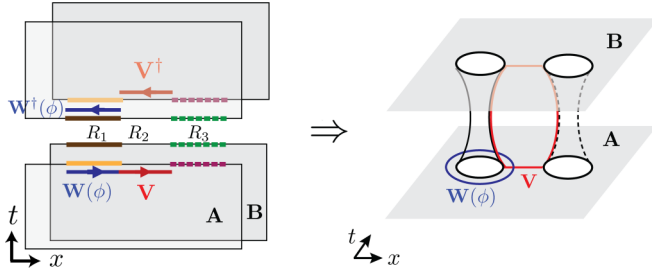 V†
W†(ϕ)
R₁ R₂ R₃
W(ϕ) V
A B
t
x
⇒
B
A
V
W(ϕ)
t
x